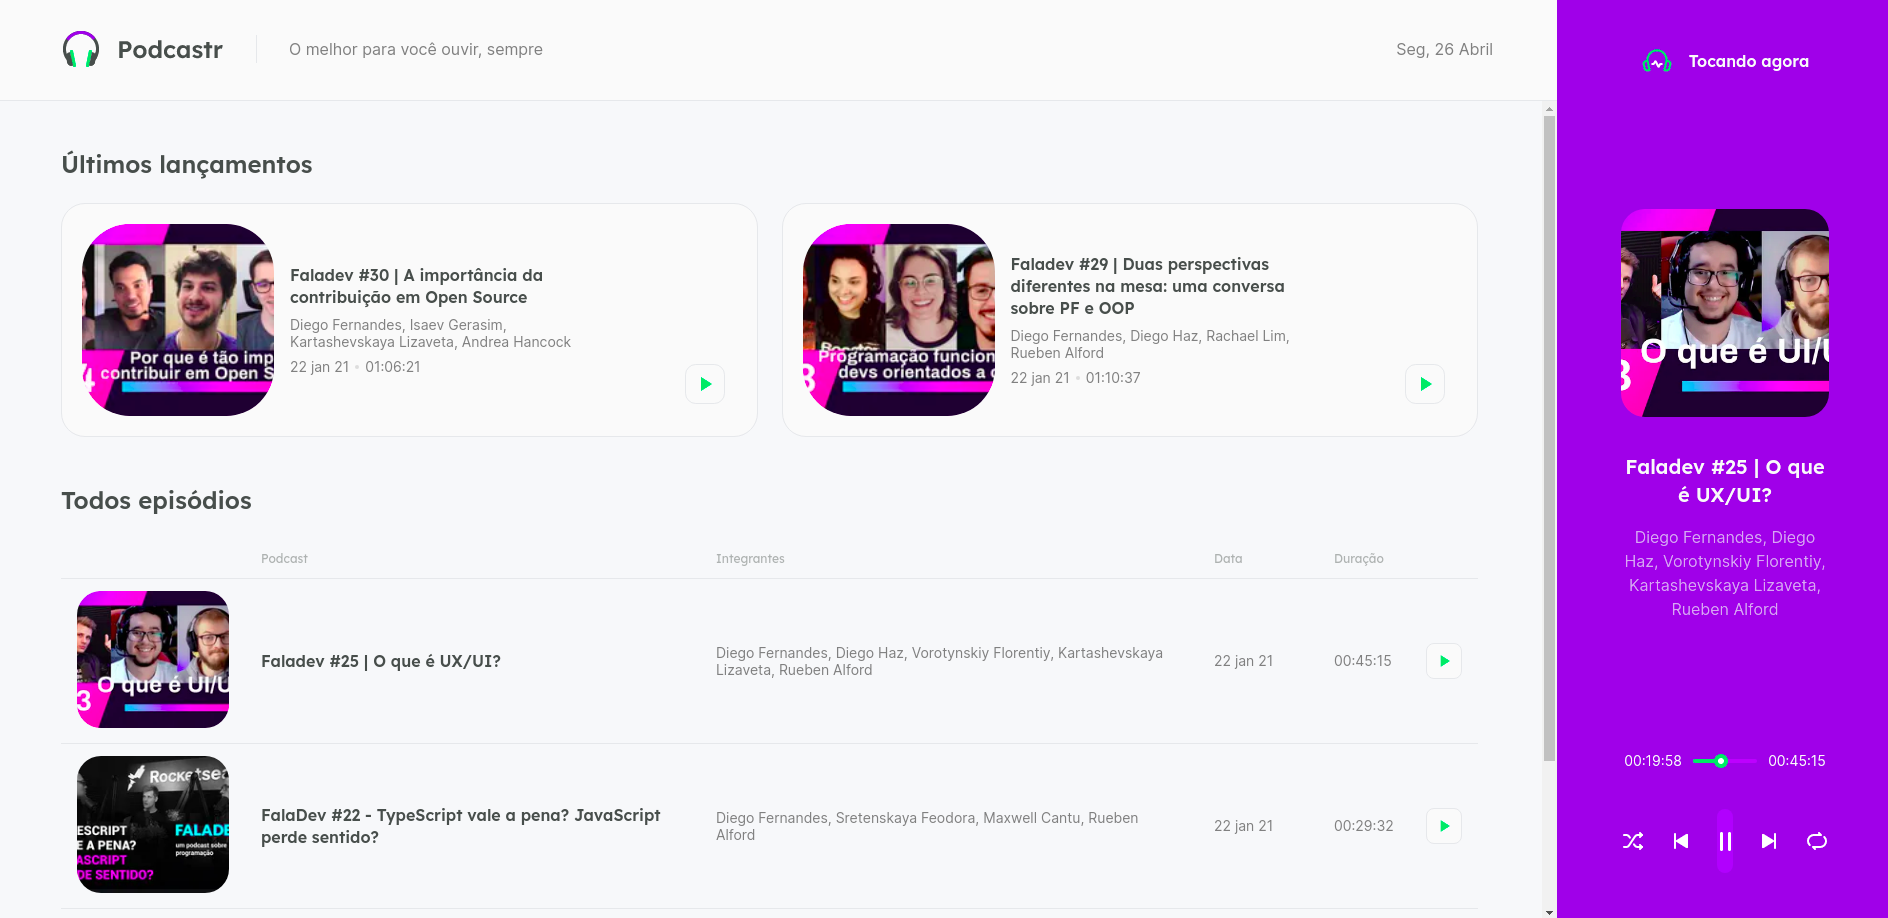 Podcastr
O melhor para você ouvir, sempre
Seg, 26 Abril
Últimos lançamentos
Por que é tão imp
contribuir em Open S
4
Faladev #30 | A importância da
contribuição em Open Source
Diego Fernandes, Isaev Gerasim,
Kartashevskaya Lizaveta, Andrea Hancock
22 jan 21 • 01:06:21
Programação funcion
devs orientados a o
3
Faladev #29 | Duas perspectivas
diferentes na mesa: uma conversa
sobre PF e OOP
Diego Fernandes, Diego Haz, Rachael Lim,
Rueben Alford
22 jan 21 • 01:10:37
Todos episódios
Podcast
Integrantes
Data
Duração
O que é UI/U
3
Faladev #25 | O que é UX/UI?
Diego Fernandes, Diego Haz, Vorotynskiy Florentiy, Kartashevskaya
Lizaveta, Rueben Alford
22 jan 21
00:45:15
Rocketsea
ESCRIPT
E A PENA?
ASCRIPT
DE SENTIDO?
FALADE
um podcast sobre
programação
FalaDev #22 - TypeScript vale a pena? JavaScript
perde sentido?
Diego Fernandes, Sretenskaya Feodora, Maxwell Cantu, Rueben
Alford
22 jan 21
00:29:32
Tocando agora
O que é UI/U
3
Faladev #25 | O que
é UX/UI?
Diego Fernandes, Diego
Haz, Vorotynskiy Florentiy,
Kartashevskaya Lizaveta,
Rueben Alford
00:19:58
00:45:15